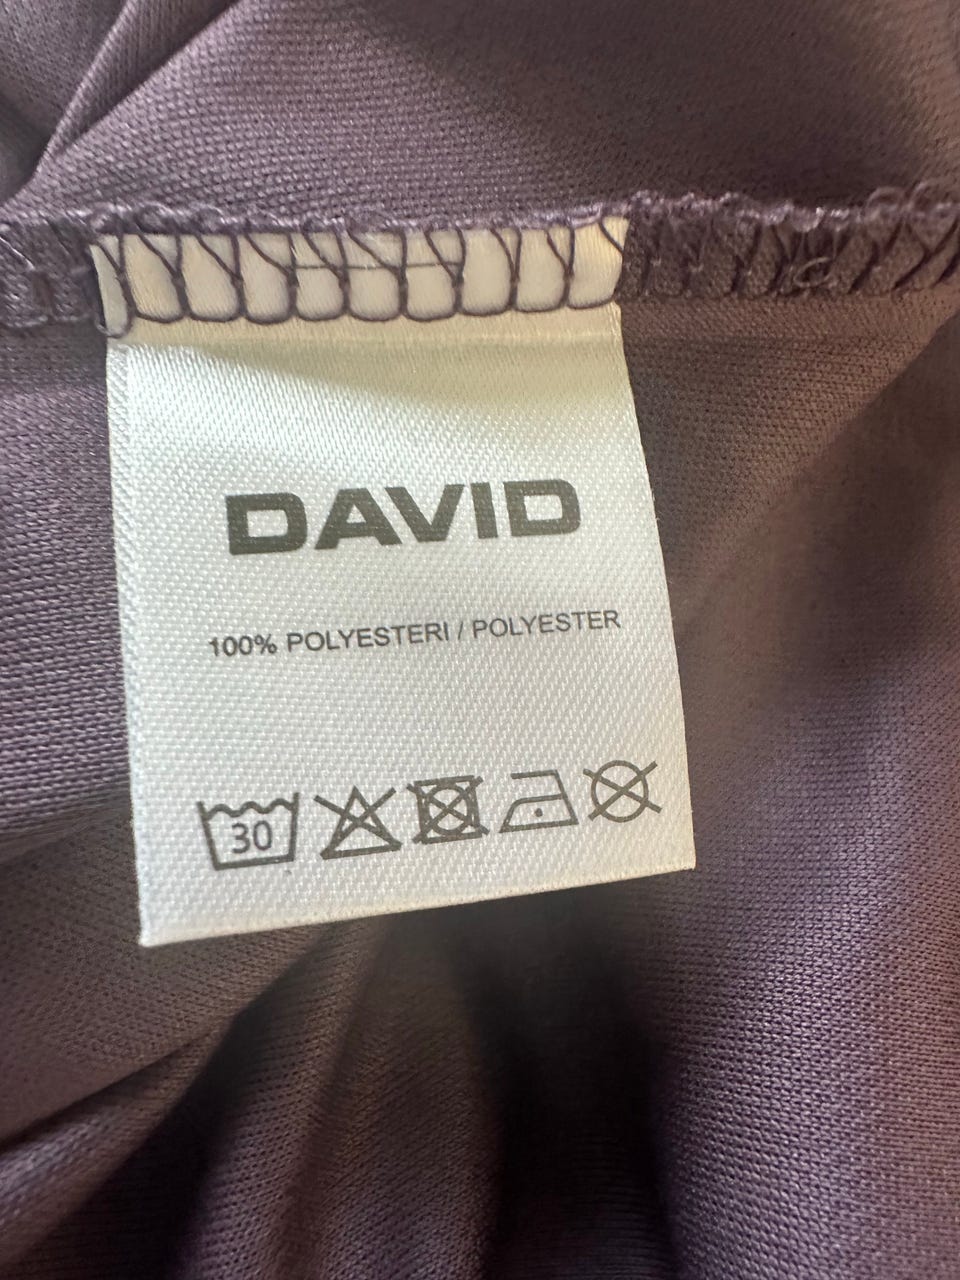 DAVID
100% POLYESTERI / POLYESTER
30